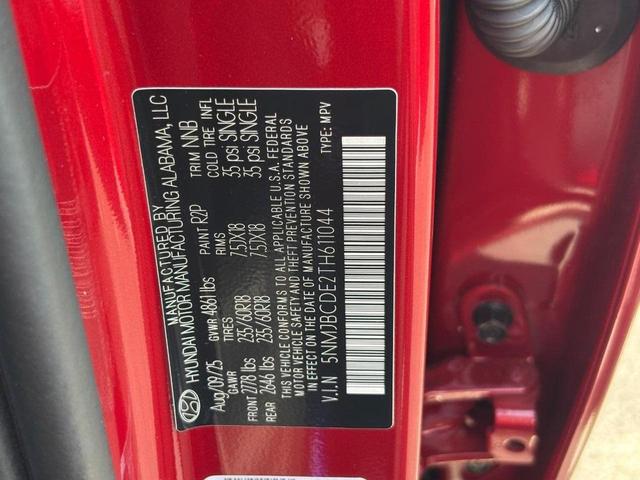 MANUFACTURED BY
HYUNDAI MOTOR MANUFACTURING ALABAMA, LLC
Aug/09/25 GVWR 4861 lbs PAINT R2P TRIM NNB
GAWR TIRES RIMS COLD TIRE INFL
FRONT 2778 lbs 235/60R18 7.5JX18 35 psi SINGLE
REAR 2646 lbs 235/60R18 7.5JX18 35 psi SINGLE
THIS VEHICLE CONFORMS TO ALL APPLICABLE U.S.A. FEDERAL
MOTOR VEHICLE SAFETY AND THEFT PREVENTION STANDARDS
IN EFFECT ON THE DATE OF MANUFACTURE SHOWN ABOVE
V.I.N 5NMJBCDE2TH611044 TYPE: MPV